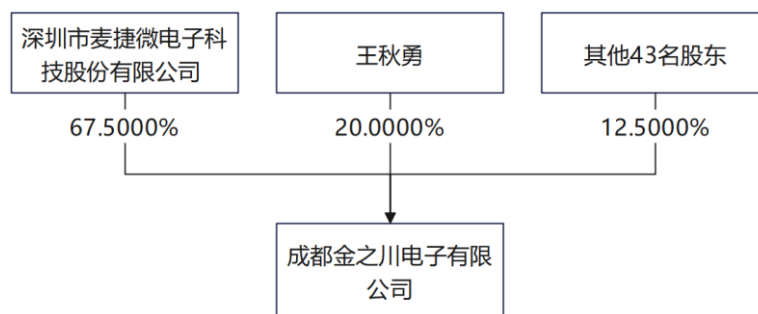 深圳市麦捷微电子科
技股份有限公司
王秋勇
其他43名股东
67.5000%
20.0000%
12.5000%
成都金之川电子有限
公司